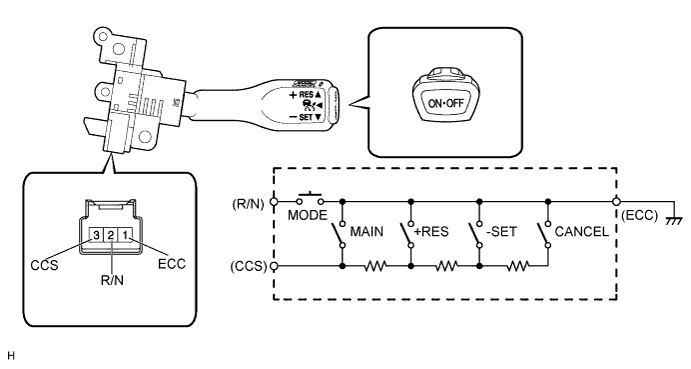 + RES ▲
◀
− SET ▼
ON•OFF
3 2 1
CCS
R/N
ECC
(R/N)
MODE
MAIN
+RES
-SET
CANCEL
(ECC)
(CCS)
H